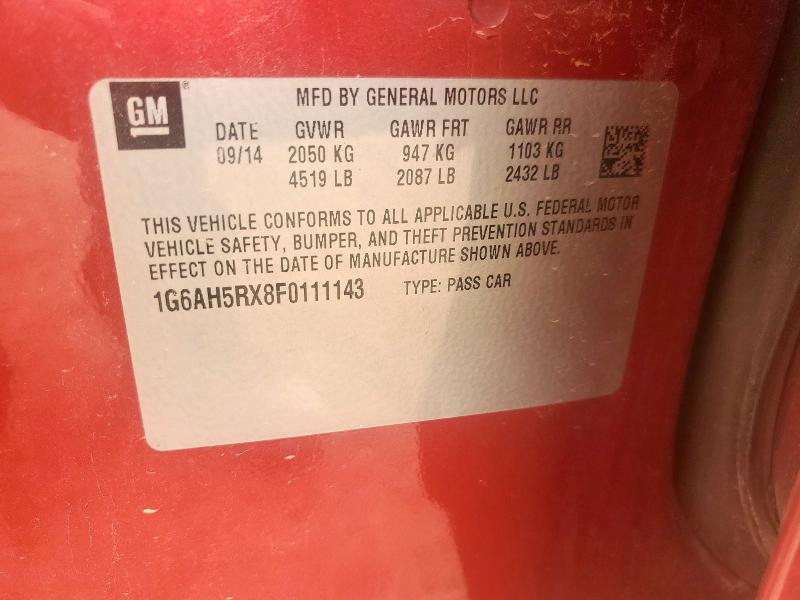 GM ®
MFD BY GENERAL MOTORS LLC
DATE GVWR GAWR FRT GAWR RR
09/14 2050 KG 947 KG 1103 KG
4519 LB 2087 LB 2432 LB
THIS VEHICLE CONFORMS TO ALL APPLICABLE U.S. FEDERAL MOTOR
VEHICLE SAFETY, BUMPER, AND THEFT PREVENTION STANDARDS IN
EFFECT ON THE DATE OF MANUFACTURE SHOWN ABOVE.
1G6AH5RX8F0111143 TYPE: PASS CAR